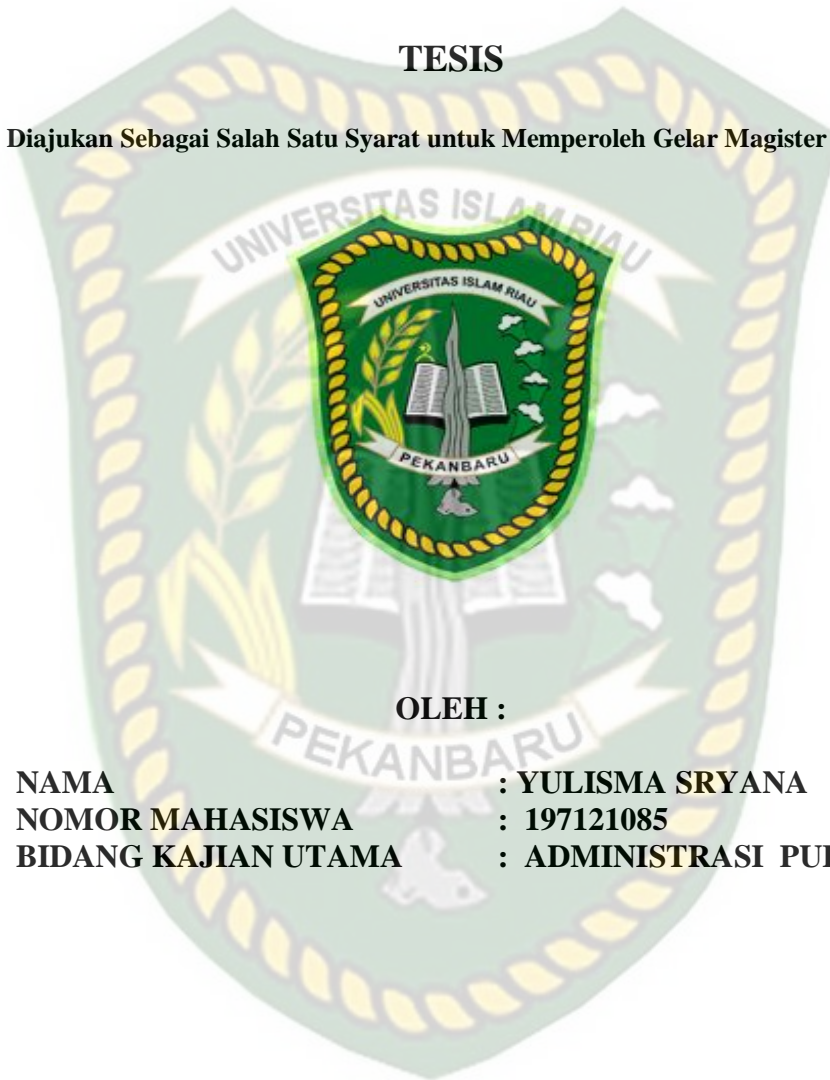 TESIS
Diajukan Sebagai Salah Satu Syarat untuk Memperoleh Gelar Magister
UNIVERSITAS ISLAM RIAU
UNIVERSITAS ISLAM RIAU
PEKANBARU
OLEH :
PEKANBARU
NAMA : YULISMA SRYANA
NOMOR MAHASISWA : 197121085
BIDANG KAJIAN UTAMA : ADMINISTRASI